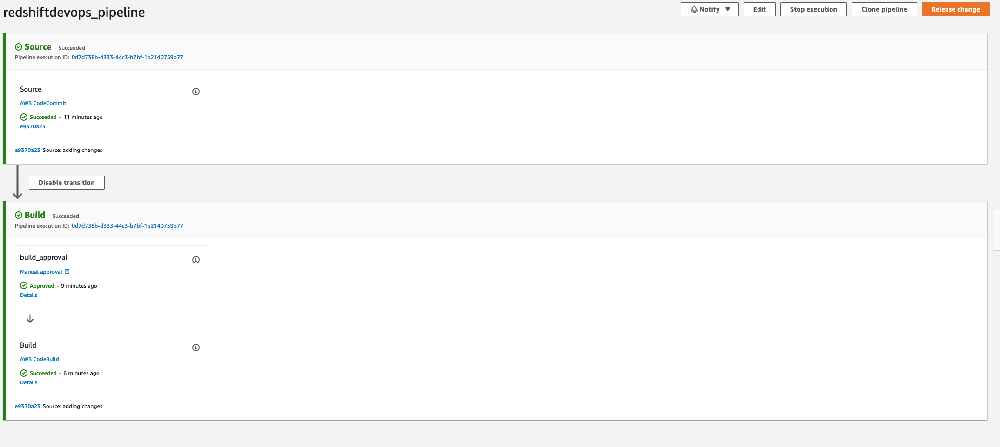 redshiftdevops_pipeline
Notify
Edit
Stop execution
Clone pipeline
Release change
Source Succeeded
Pipeline execution ID: 0d7d738b-d333-44c3-b7bf-1b2140759b77
Source
AWS CodeCommit
Succeeded - 11 minutes ago
e9370a23
e9370a23 Source: adding changes
Disable transition
Build Succeeded
Pipeline execution ID: 0d7d738b-d333-44c3-b7bf-1b2140759b77
build_approval
Manual approval
Approved - 9 minutes ago
Details
Build
AWS CodeBuild
Succeeded - 6 minutes ago
Details
e9370a23 Source: adding changes